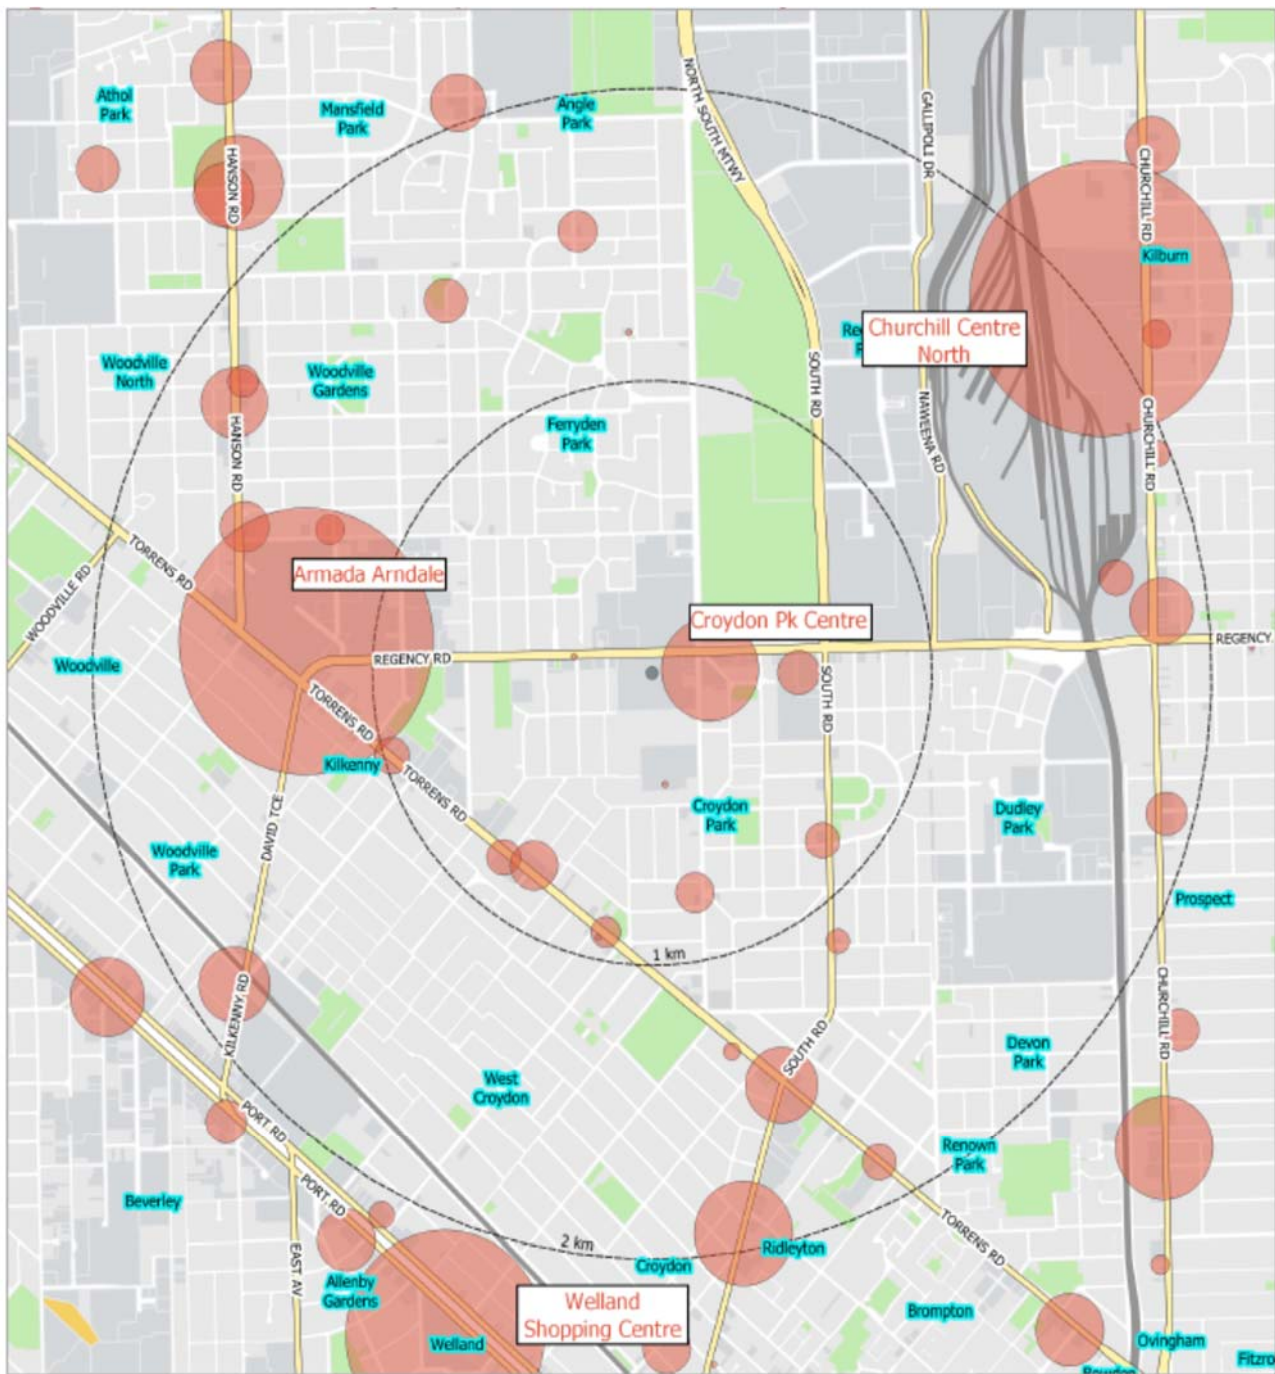 Athol
Park
Mansfield
Park
Angle
Park
NORTH SOUTH MTWY
GALLIPOLI DR
CHURCHILL RD
HANSON RD
Kilburn
Churchill Centre
North
Woodville
North
Woodville
Gardens
SOUTH RD
NAWEENA RD
CHURCHILL RD
HANSON RD
Ferryden
Park
TORRENS RD
WOODVILLE RD
Armada Arndale
Croydon Pk Centre
REGENCY RD
REGENCY
Woodville
TORRENS RD
SOUTH RD
Kilkenny
TORRENS RD
DAVID TCE
Croydon
Park
Dudley
Park
Woodville
Park
Prospect
1 km
KILKENNY RD
CHURCHILL RD
SOUTH RD
Devon
Park
West
Croydon
PORT RD
Renown
Park
Beverley
PORT RD
TORRENS RD
2 km
EAST AV
Ridleyton
Croydon
Allenby
Gardens
Welland
Shopping Centre
Brompton
Welland
Ovingham
Bowden